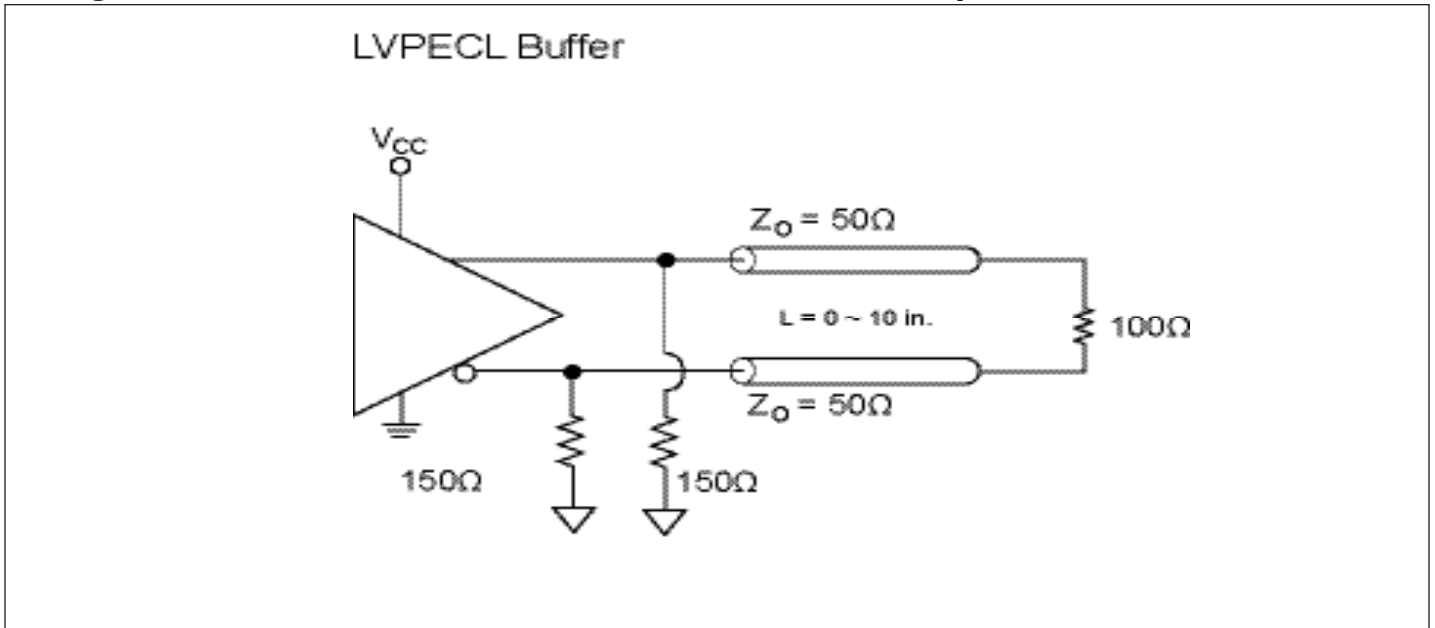 LVPECL Buffer
VCC
ZO = 50Ω
L = 0 ~ 10 in.
100Ω
ZO = 50Ω
150Ω
150Ω